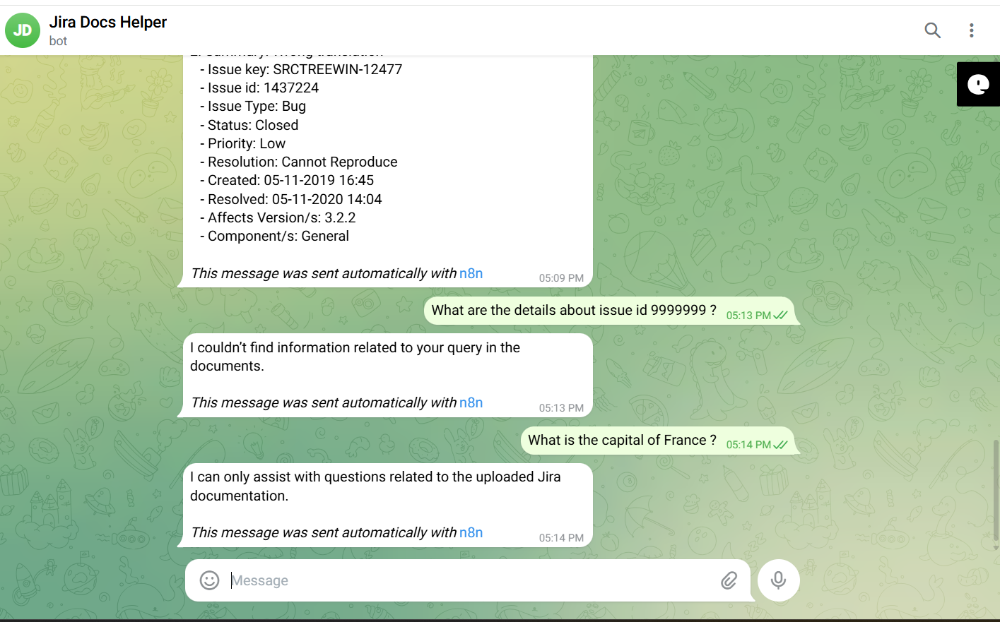 JD
Jira Docs Helper
bot
2. Summary: Wrong translation
- Issue key: SRCTREEWIN-12477
- Issue id: 1437224
- Issue Type: Bug
- Status: Closed
- Priority: Low
- Resolution: Cannot Reproduce
- Created: 05-11-2019 16:45
- Resolved: 05-11-2020 14:04
- Affects Version/s: 3.2.2
- Component/s: General
This message was sent automatically with n8n
05:09 PM
What are the details about issue id 9999999 ?
05:13 PM
I couldn’t find information related to your query in the
documents.
This message was sent automatically with n8n
05:13 PM
What is the capital of France ?
05:14 PM
I can only assist with questions related to the uploaded Jira
documentation.
This message was sent automatically with n8n
05:14 PM
Message